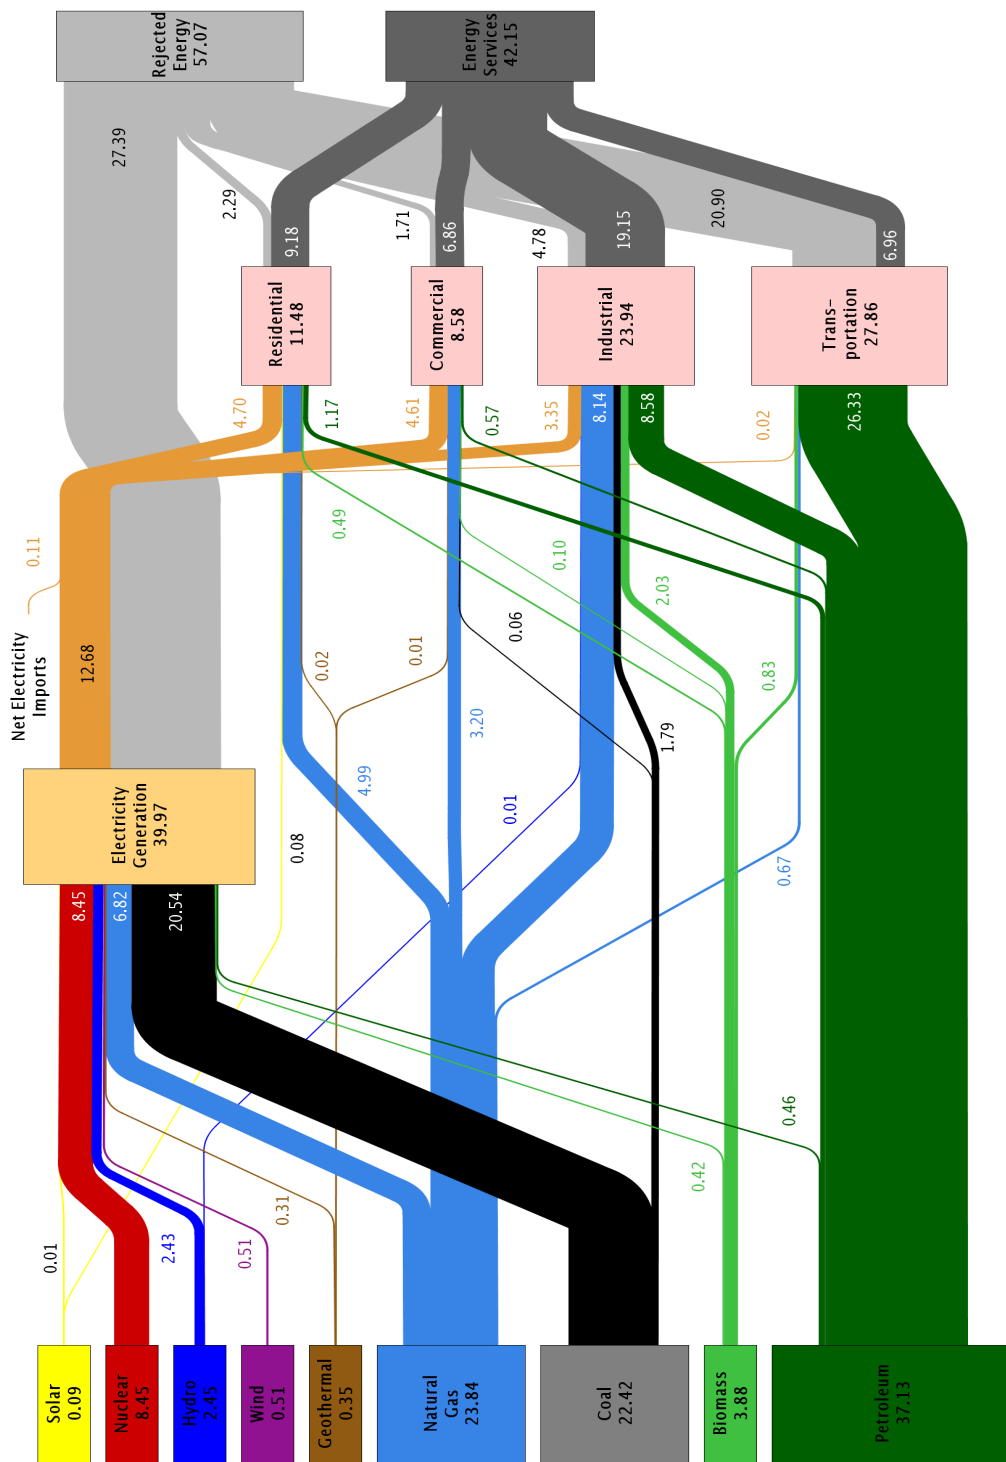 Solar
0.09
Nuclear
8.45
Hydro
2.45
Wind
0.51
Geothermal
0.35
Natural
Gas
23.84
Coal
22.42
Biomass
3.88
Petroleum
37.13
0.01
2.43
0.51
0.31
0.42
0.46
8.45
6.82
20.54
0.08
Electricity
Generation
39.97
Net Electricity
Imports
0.11
12.68
27.39
4.99
3.20
0.01
0.67
0.02
0.01
0.06
1.79
0.83
0.49
0.10
2.03
4.70
1.17
4.61
0.57
3.35
8.14
8.58
0.02
26.33
Residential
11.48
Commercial
8.58
Industrial
23.94
Trans-
portation
27.86
2.29
9.18
1.71
6.86
4.78
19.15
20.90
6.96
Rejected
Energy
57.07
Energy
Services
42.15